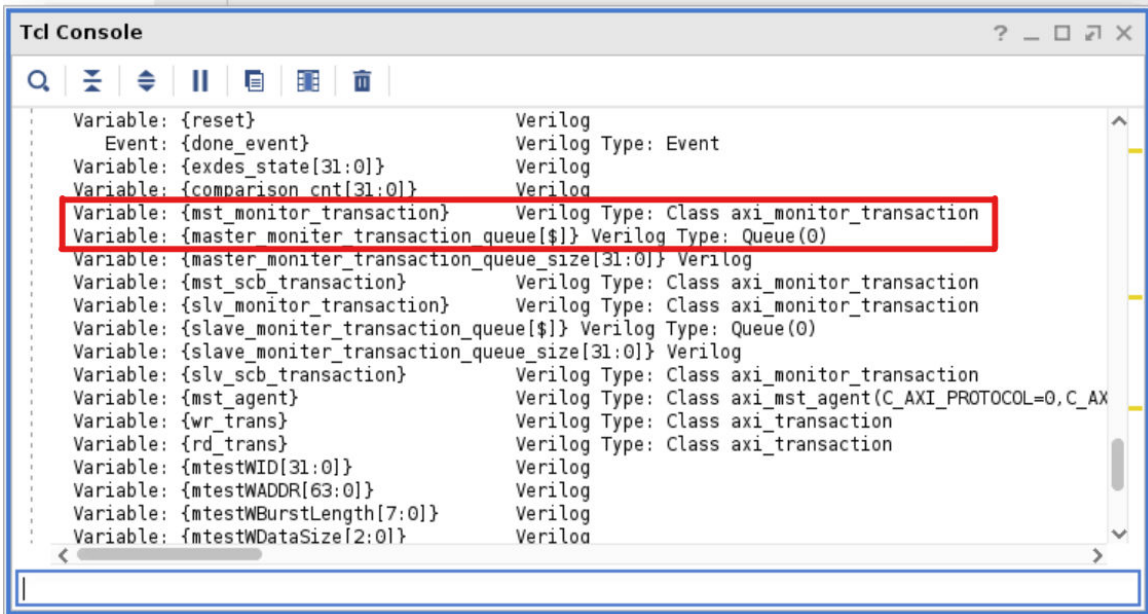 Tcl Console
Variable: {reset} Verilog
Event: {done_event} Verilog Type: Event
Variable: {exdes_state[31:0]} Verilog
Variable: {comparison_cnt[31:0]} Verilog
Variable: {mst_monitor_transaction} Verilog Type: Class axi_monitor_transaction
Variable: {master_moniter_transaction_queue[$]} Verilog Type: Queue(0)
Variable: {master_moniter_transaction_queue_size[31:0]} Verilog
Variable: {mst_scb_transaction} Verilog Type: Class axi_monitor_transaction
Variable: {slv_monitor_transaction} Verilog Type: Class axi_monitor_transaction
Variable: {slave_moniter_transaction_queue[$]} Verilog Type: Queue(0)
Variable: {slave_moniter_transaction_queue_size[31:0]} Verilog
Variable: {slv_scb_transaction} Verilog Type: Class axi_monitor_transaction
Variable: {mst_agent} Verilog Type: Class axi_mst_agent(C_AXI_PROTOCOL=0,C_AX
Variable: {wr_trans} Verilog Type: Class axi_transaction
Variable: {rd_trans} Verilog Type: Class axi_transaction
Variable: {mtestWID[31:0]} Verilog
Variable: {mtestWADDR[63:0]} Verilog
Variable: {mtestWBurstLength[7:0]} Verilog
Variable: {mtestWDataSize[2:0]} Verilog